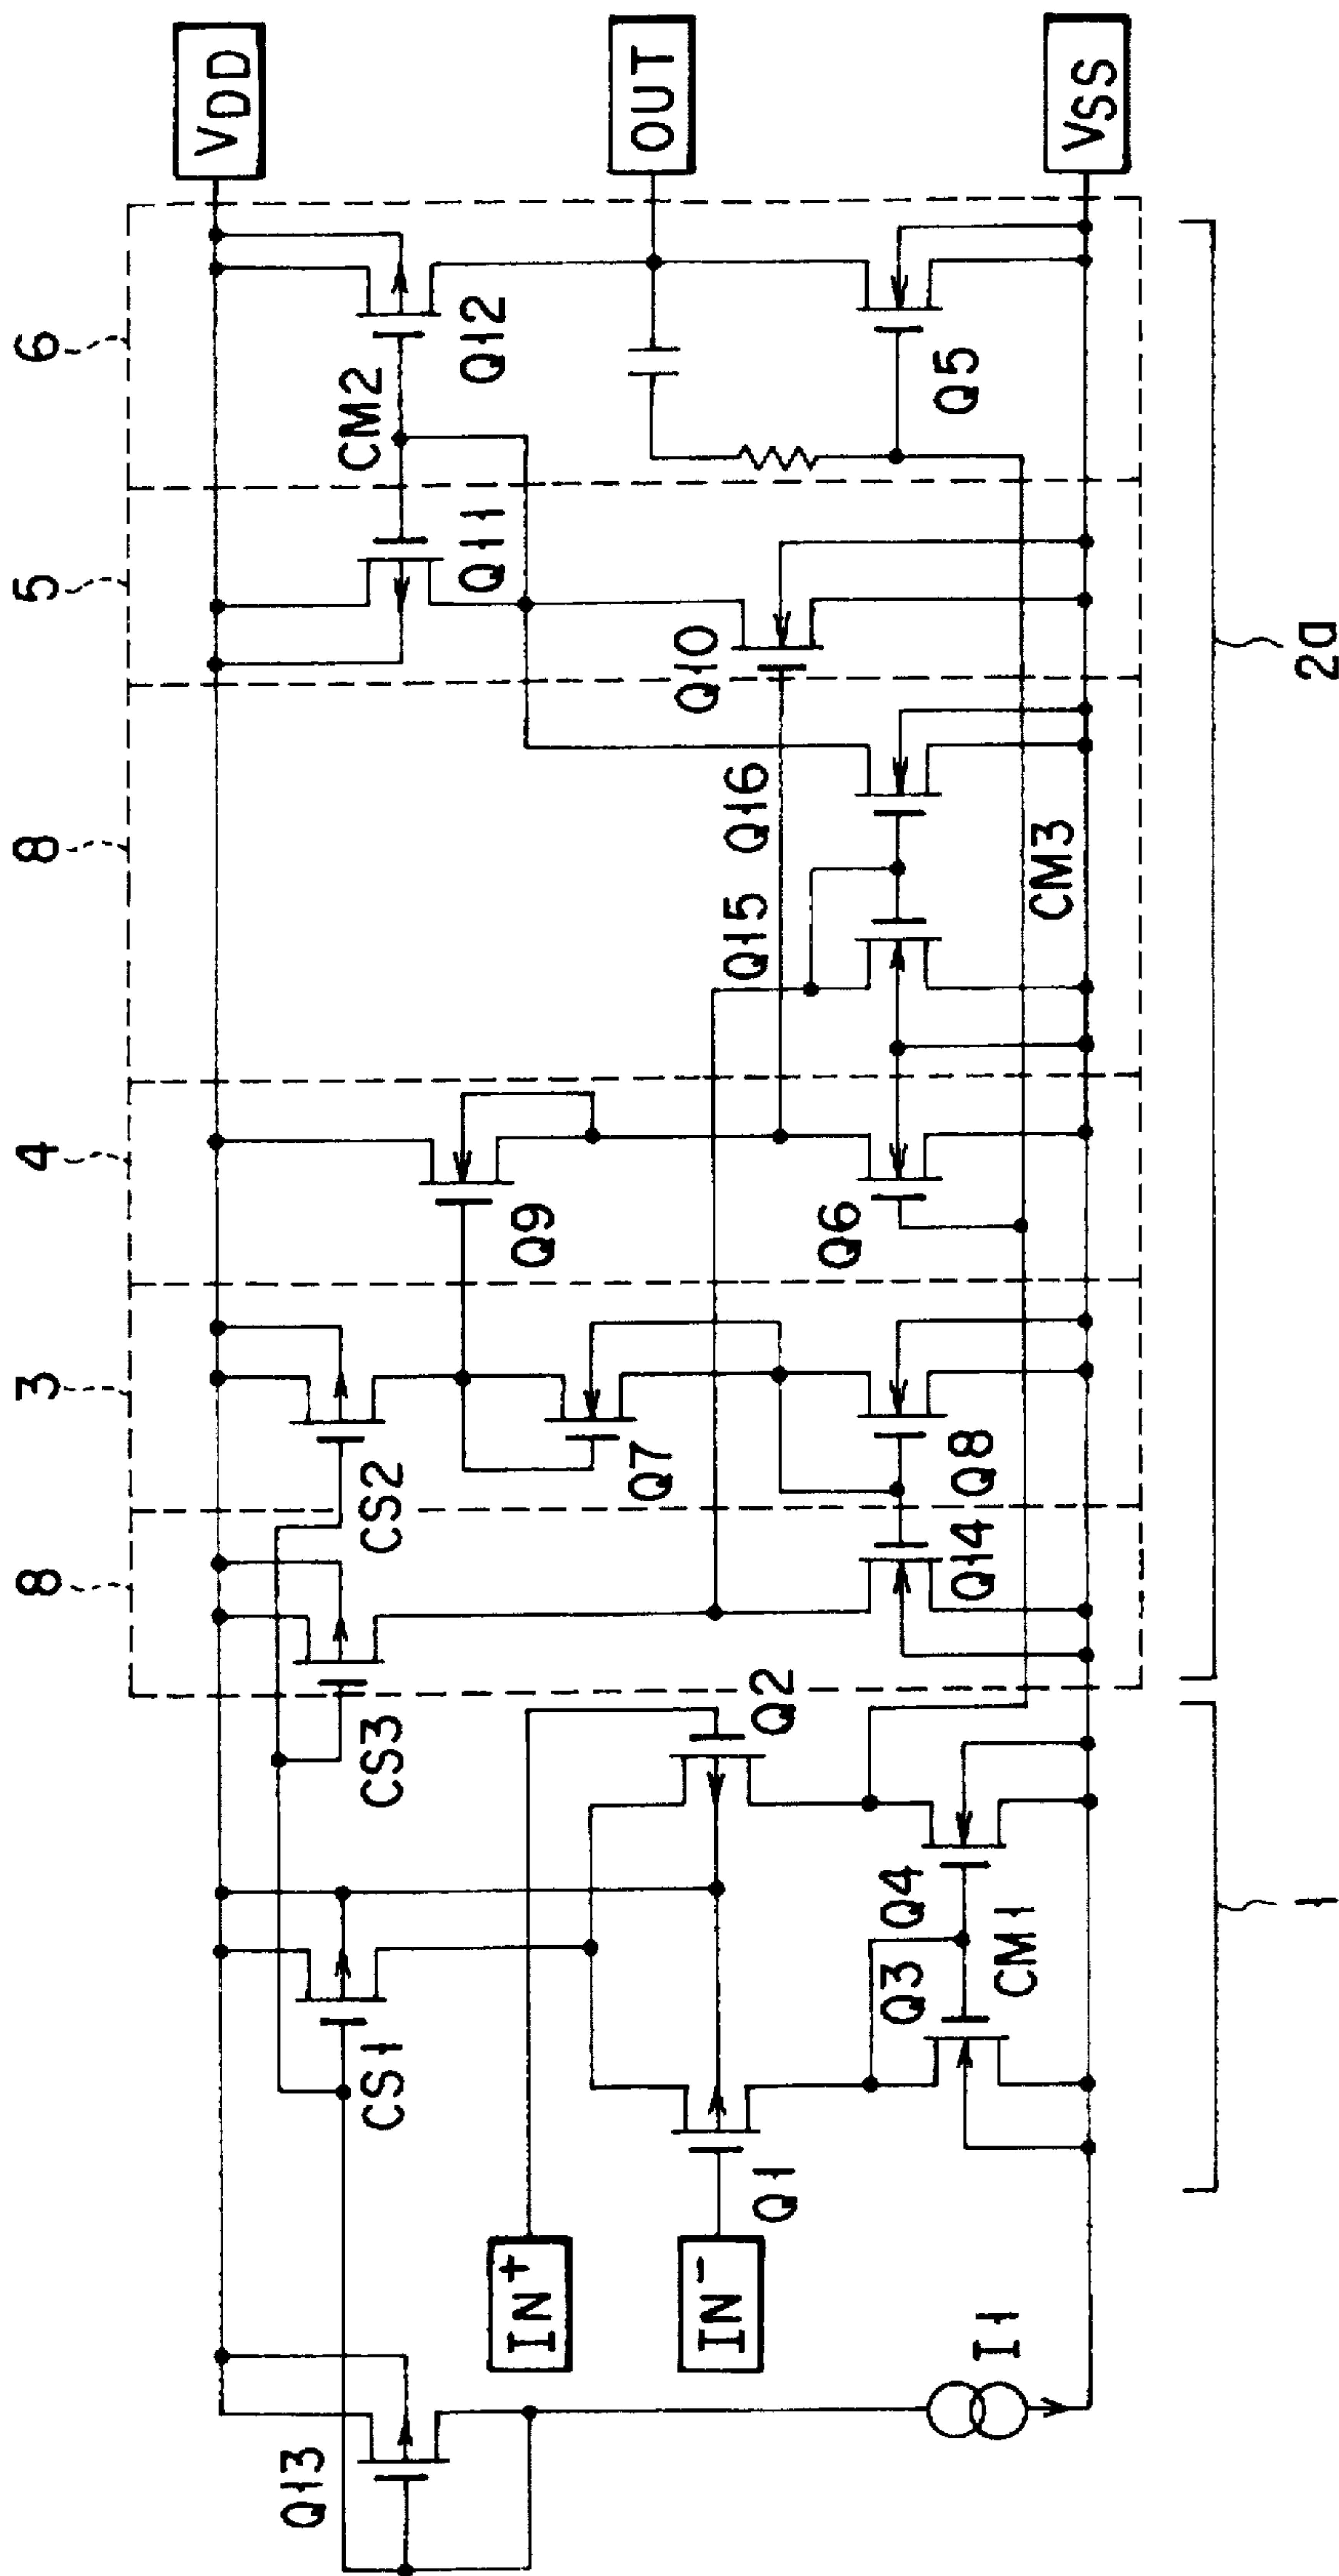 6
5
8
4
3
8
VDD
OUT
VSS
CM2
Q12
Q5
Q11
Q10
Q16
Q15
CM3
Q9
Q6
CS2
Q7
Q8
Q14
CS3
Q2
Q4
Q3
CM1
CS1
Q1
IN+
IN-
I1
Q13
2a
1